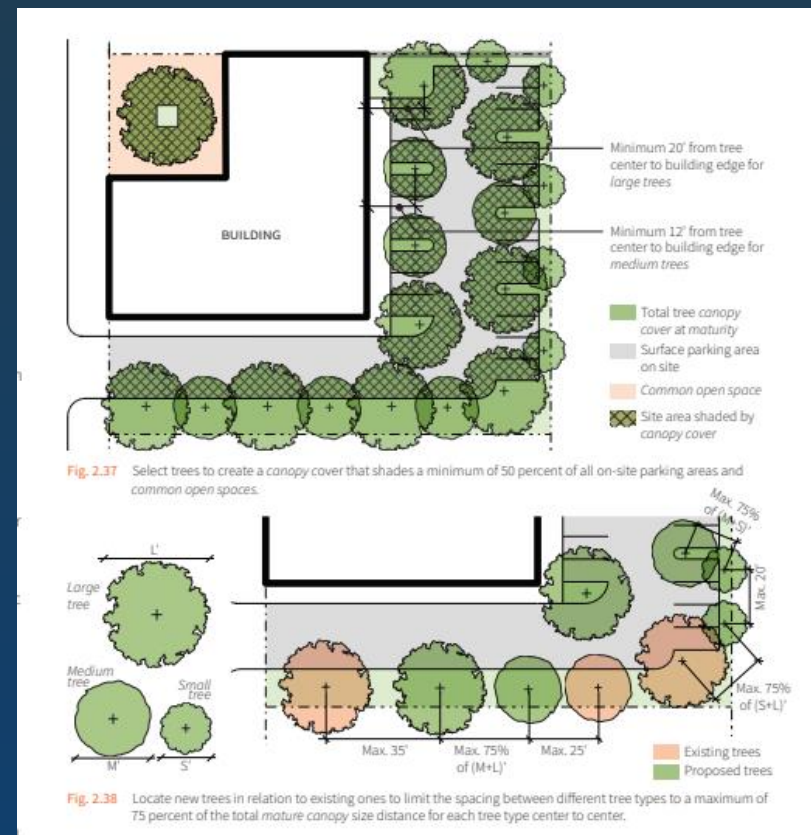 Minimum 20' from tree
center to building edge for
large trees
BUILDING
Minimum 12' from tree
center to building edge for
medium trees
Total tree canopy
cover at maturity
Surface parking area
on site
Common open space
Site area shaded by
canopy cover
Fig. 2.37 Select trees to create a canopy cover that shades a minimum of 50 percent of all on-site parking areas and
common open spaces.
Max. 75%
of (M+S)'
L'
Large
tree
Max. 20'
Medium
tree
Small
tree
M'
S'
Max. 75%
of (S+L)'
Max. 35'
Max. 75%
of (M+L)'
Max. 25'
Existing trees
Proposed trees
Fig. 2.38 Locate new trees in relation to existing ones to limit the spacing between different tree types to a maximum of
75 percent of the total mature canopy size distance for each tree type center to center.